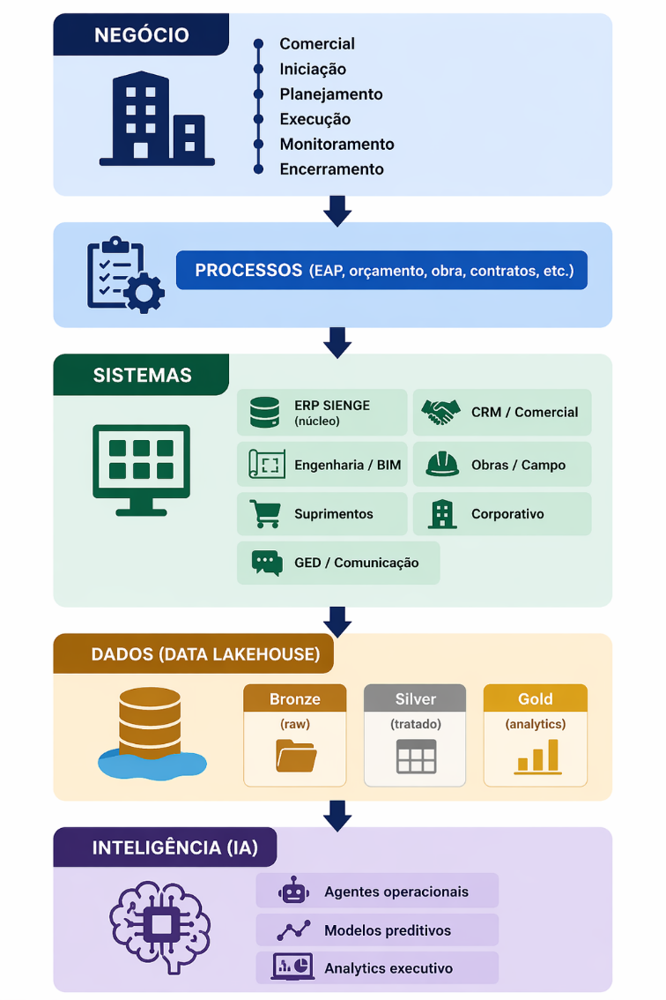 NEGÓCIO
Comercial
Iniciação
Planejamento
Execução
Monitoramento
Encerramento
PROCESSOS (EAP, orçamento, obra, contratos, etc.)
SISTEMAS
ERP SIENGE
(núcleo)
CRM / Comercial
Engenharia / BIM
Obras / Campo
Suprimentos
Corporativo
GED / Comunicação
DADOS (DATA LAKEHOUSE)
Bronze
(raw)
Silver
(tratado)
Gold
(analytics)
INTELIGÊNCIA (IA)
Agentes operacionais
Modelos preditivos
Analytics executivo